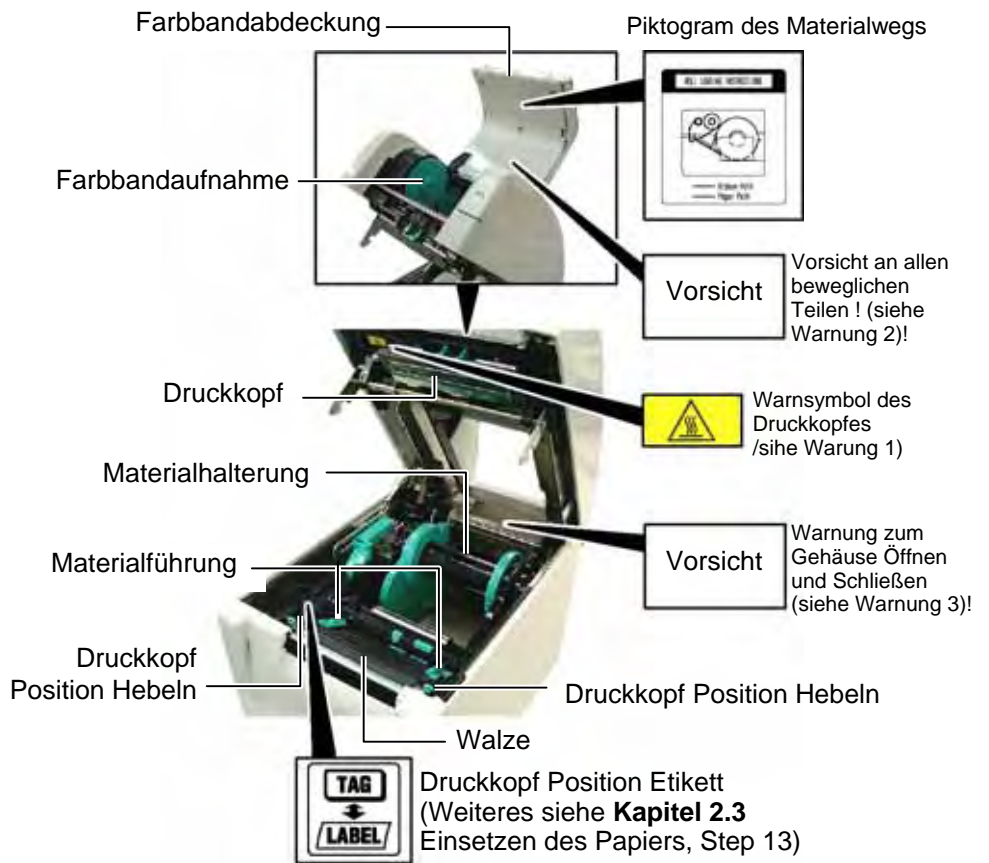 Farbbandabdeckung
Piktogram des Materialwegs
Farbbandaufnahme
Vorsicht
Vorsicht an allen
beweglichen
Teilen ! (siehe
Warnung 2)!
Druckkopf
Warnsymbol des
Druckkopfes
/sihe Warung 1)
Materialhalterung
Vorsicht
Warnung zum
Gehäuse Öffnen
und Schließen
(siehe Warnung 3)!
Materialführung
Druckkopf
Position Hebeln
Druckkopf Position Hebeln
Walze
TAG
LABEL
Druckkopf Position Etikett
(Weiteres siehe Kapitel 2.3
Einsetzen des Papiers, Step 13)